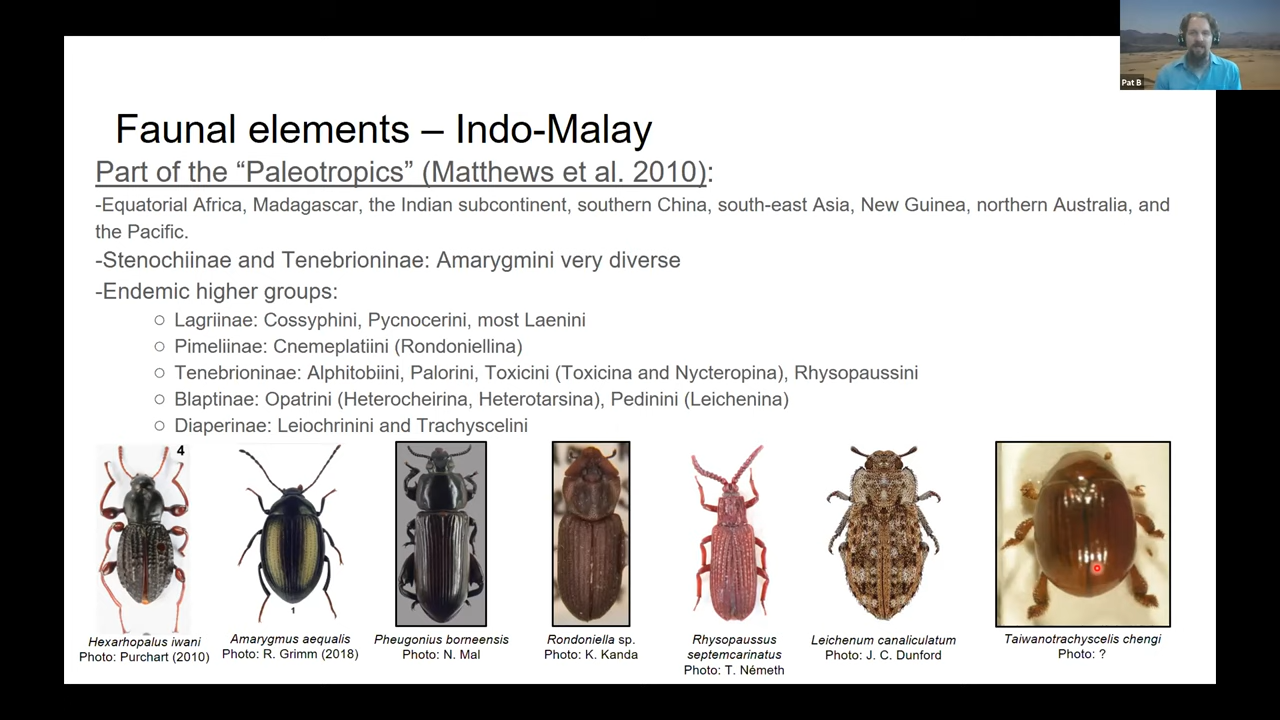 Pat B
Faunal elements – Indo-Malay
Part of the “Paleotropics” (Matthews et al. 2010):
-Equatorial Africa, Madagascar, the Indian subcontinent, southern China, south-east Asia, New Guinea, northern Australia, and
the Pacific.
-Stenochiinae and Tenebrioninae: Amarygmini very diverse
-Endemic higher groups:
○ Lagriinae: Cossyphini, Pycnocerini, most Laenini
○ Pimeliinae: Cnemeplatiini (Rondoniellina)
○ Tenebrioninae: Alphitobiini, Palorini, Toxicini (Toxicina and Nycteropina), Rhysopaussini
○ Blaptinae: Opatrini (Heterocheirina, Heterotarsina), Pedinini (Leichenina)
○ Diaperinae: Leiochrinini and Trachyscelini
4
1
Hexarhopalus iwani
Photo: Purchart (2010)
Amarygmus aequalis
Photo: R. Grimm (2018)
Pheugonius borneensis
Photo: N. Mal
Rondoniella sp.
Photo: K. Kanda
Rhysopaussus
septemcarinatus
Photo: T. Németh
Leichenum canaliculatum
Photo: J. C. Dunford
Taiwanotrachyscelis chengi
Photo: ?